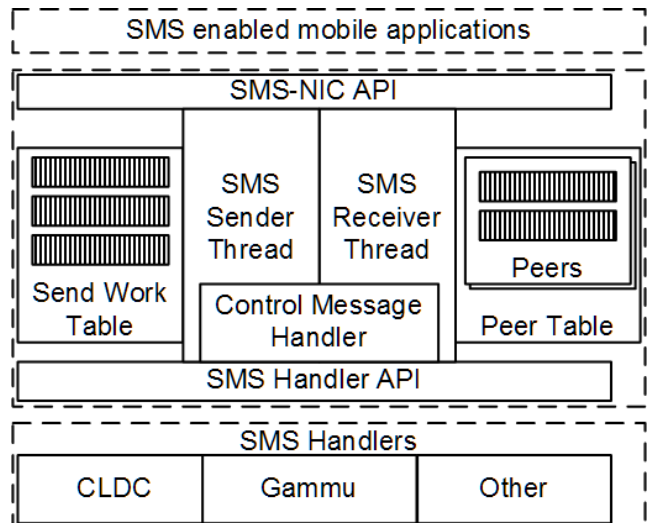 SMS enabled mobile applications
SMS-NIC API
SMS
Sender
Thread
SMS
Receiver
Thread
Send Work
Table
Peers
Peer Table
Control Message
Handler
SMS Handler API
SMS Handlers
CLDC
Gammu
Other